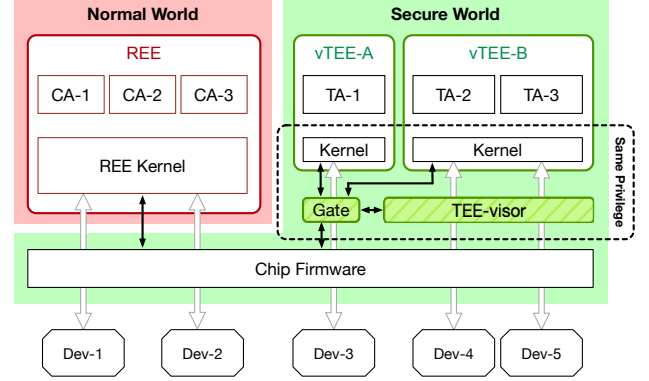 Normal World
Secure World
REE
vTEE-A
vTEE-B
CA-1
CA-2
CA-3
TA-1
TA-2
TA-3
Kernel
Kernel
Same Privilege
REE Kernel
Gate
TEE-visor
Chip Firmware
Dev-1
Dev-2
Dev-3
Dev-4
Dev-5